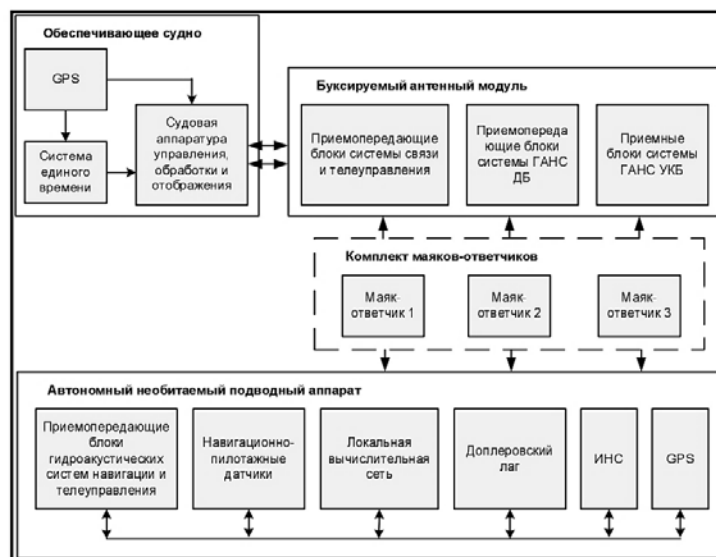 Обеспечивающее судно
GPS
Система
единого
времени
Судовая
аппаратура
управления,
обработки и
отображения
Буксируемый антенный модуль
Приемопередающие
блоки системы связи
и телеуправления
Приемопереда
ющие блоки
системы ГАНС
ДБ
Приемные
блоки системы
ГАНС УКБ
Комплект маяков-ответчиков
Маяк-
ответчик 1
Маяк-
ответчик 2
Маяк-
ответчик 3
Автономный необитаемый подводный аппарат
Приемопередающие
блоки
гидроакустических
систем навигации и
телеуправления
Навигационно-
пилотажные
датчики
Локальная
вычислительная
сеть
Доплеровский
лаг
ИНС
GPS